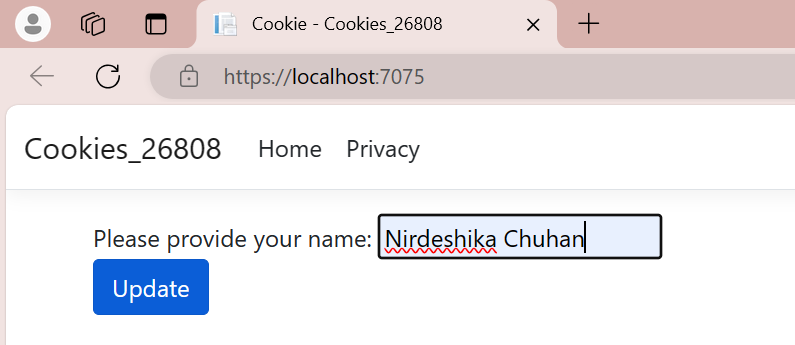 Cookie - Cookies_26808
https://localhost:7075
Cookies_26808 Home Privacy
Please provide your name: Nirdeshika Chuhan
Update